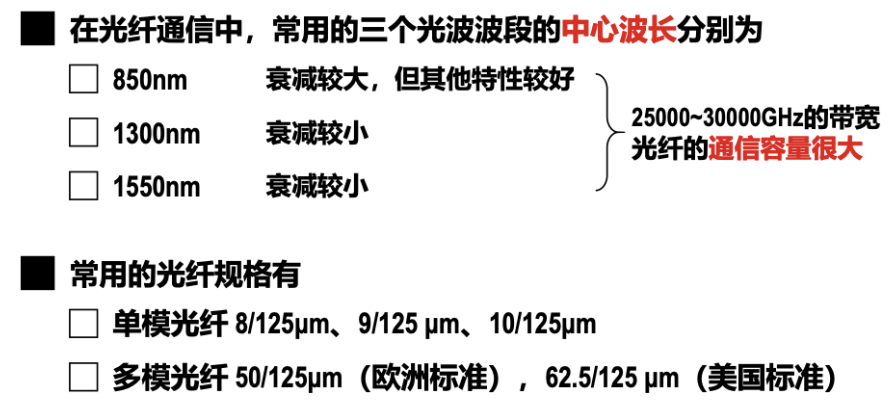 在光纤通信中，常用的三个光波波段的中心波长分别为
850nm 衰减较大，但其他特性较好
1300nm 衰减较小
1550nm 衰减较小
25000~30000GHz的带宽
光纤的通信容量很大
常用的光纤规格有
单模光纤 8/125μm、9/125 μm、10/125μm
多模光纤 50/125μm（欧洲标准），62.5/125 μm（美国标准）